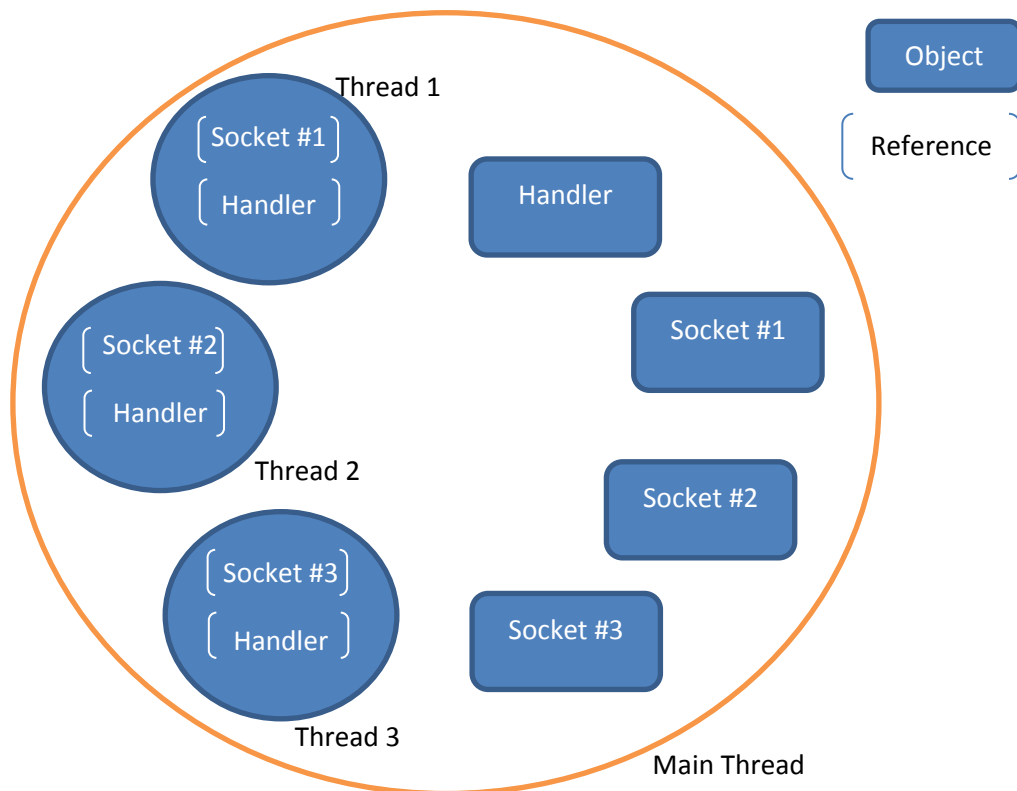 Thread 1
Socket #1
Handler
Object
Reference
Handler
Socket #2
Handler
Thread 2
Socket #1
Socket #2
Socket #3
Handler
Thread 3
Socket #3
Main Thread